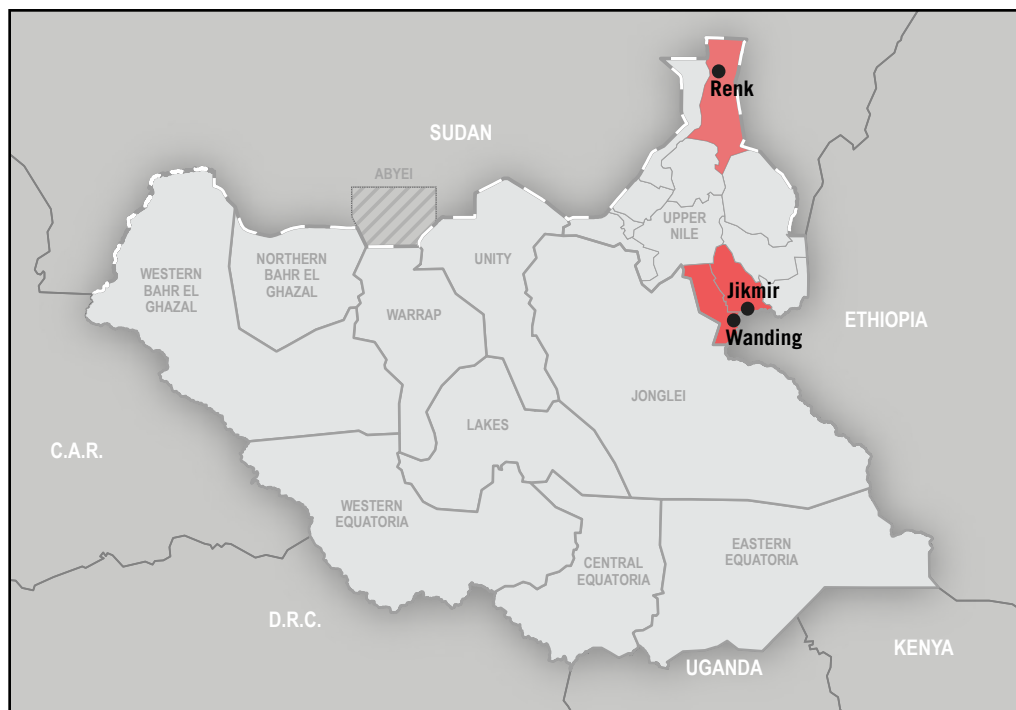 Renk
SUDAN
ABYEI
UPPER
NILE
NORTHERN
BAHR EL
GHAZAL
UNITY
WESTERN
BAHR EL
GHAZAL
Jikmir
WARRAP
ETHIOPIA
Wanding
JONGLEI
LAKES
C.A.R.
WESTERN
EQUATORIA
EASTERN
EQUATORIA
CENTRAL
EQUATORIA
D.R.C.
KENYA
UGANDA